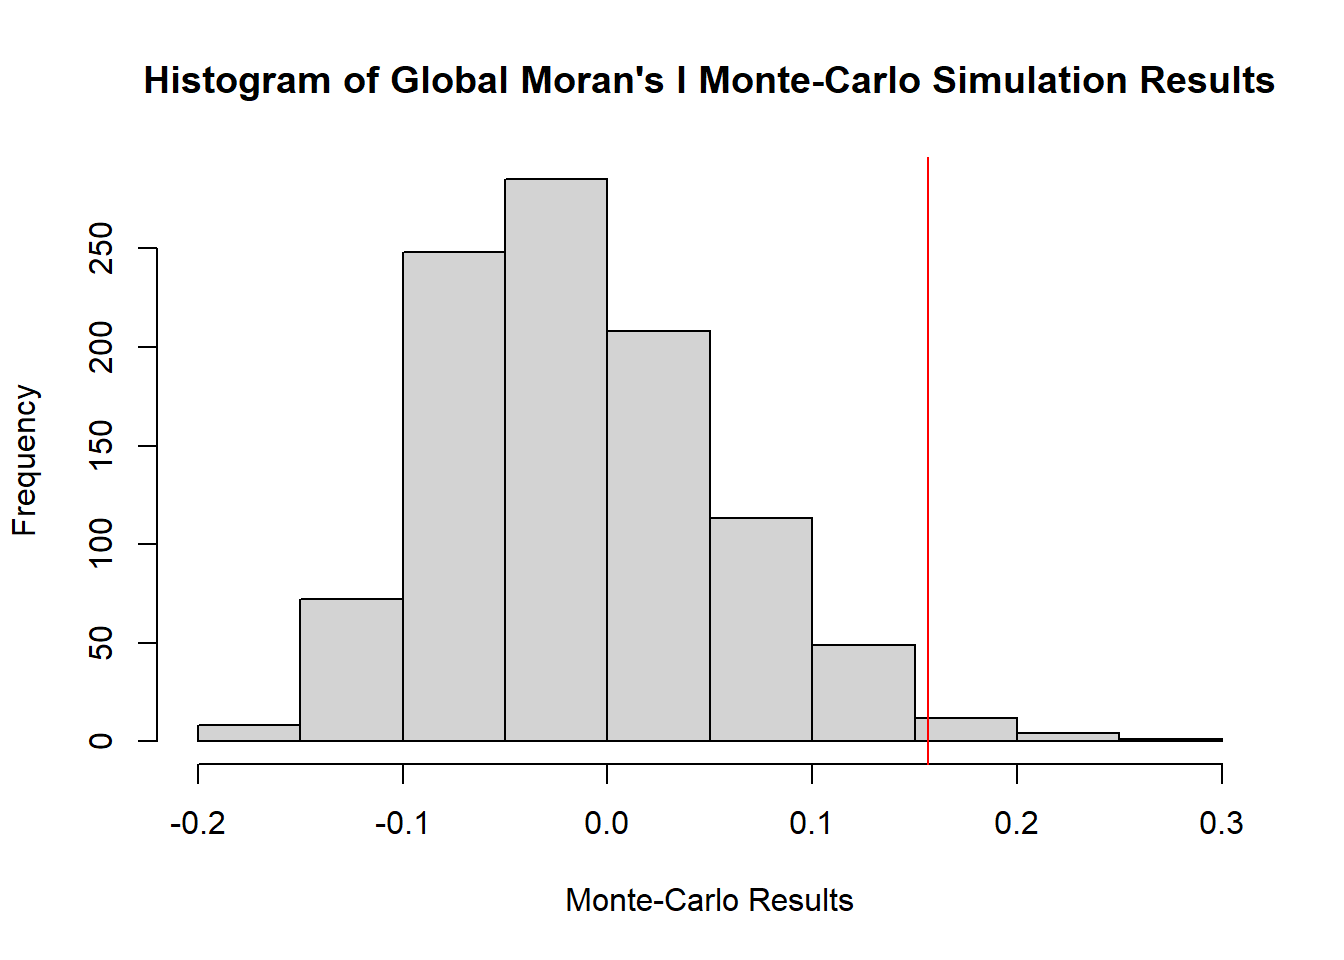 Histogram of Global Moran's I Monte-Carlo Simulation Results
Frequency
250
200
150
100
50
0
-0.2 -0.1 0.0 0.1 0.2 0.3
Monte-Carlo Results